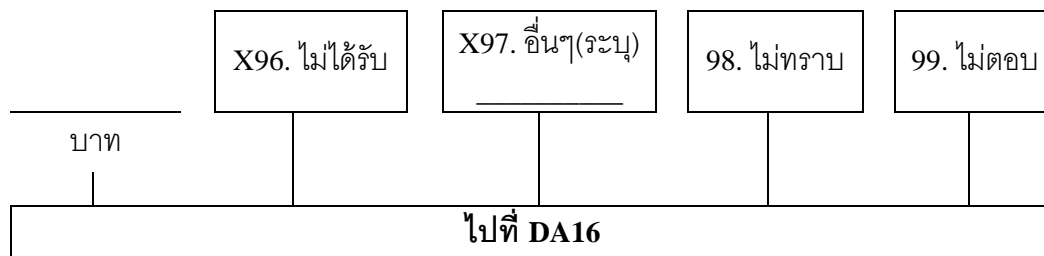 X96. ไม่ได้รับ
X97. อื่นๆ(ระบุ)
__________
98. ไม่ทราบ
99. ไม่ตอบ
บาท
ไปที่ DA16